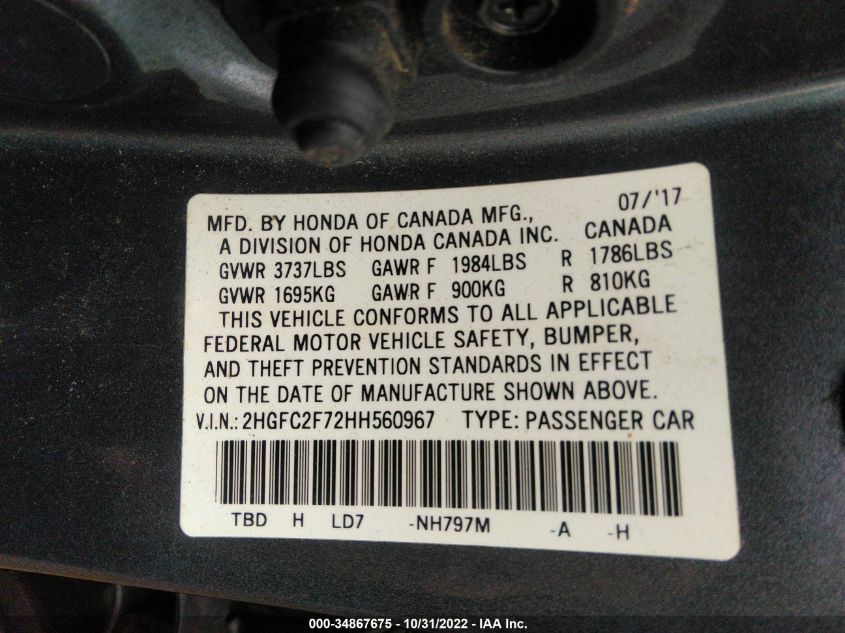 07/'17
MFD. BY HONDA OF CANADA MFG.,
A DIVISION OF HONDA CANADA INC. CANADA
GVWR 3737LBS GAWR F 1984LBS R 1786LBS
GVWR 1695KG GAWR F 900KG R 810KG
THIS VEHICLE CONFORMS TO ALL APPLICABLE
FEDERAL MOTOR VEHICLE SAFETY, BUMPER,
AND THEFT PREVENTION STANDARDS IN EFFECT
ON THE DATE OF MANUFACTURE SHOWN ABOVE.
V.I.N.: 2HGFC2F72HH560967 TYPE: PASSENGER CAR
TBD H LD7 -NH797M -A -H
000-34867675 - 10/31/2022 - IAA Inc.